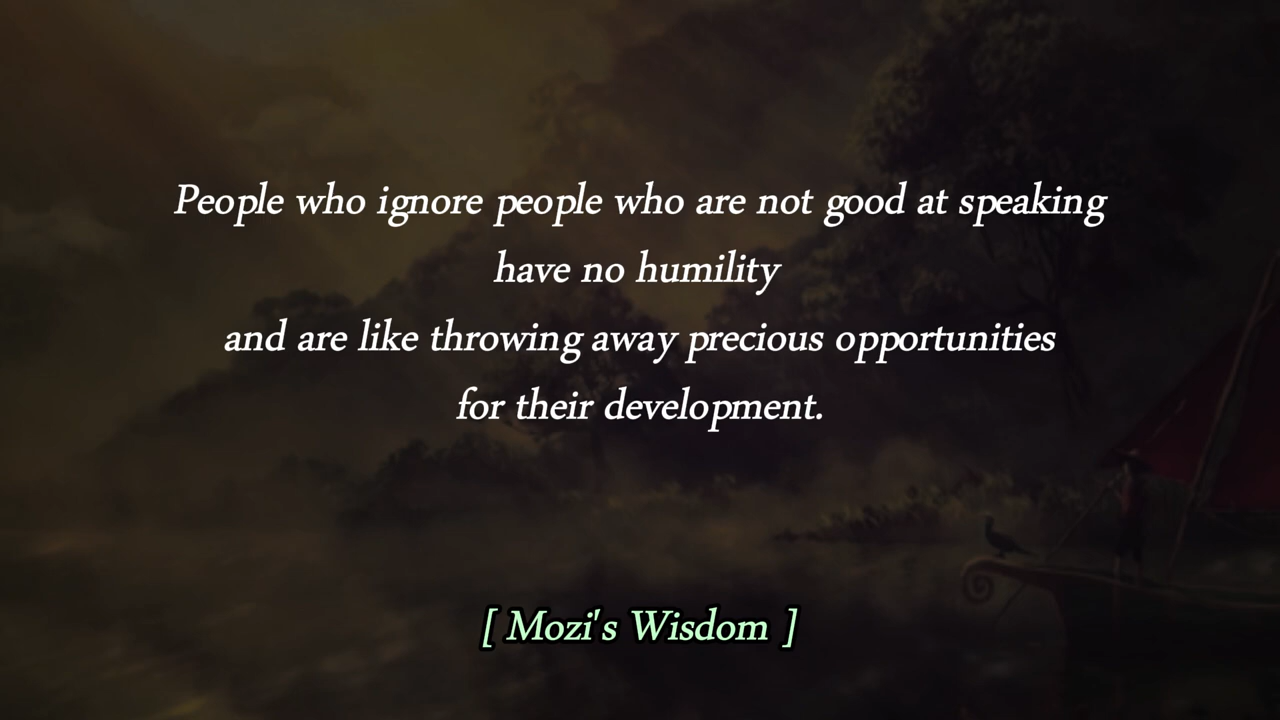 People who ignore people who are not good at speaking
have no humility
and are like throwing away precious opportunities
for their development.
[ Mozi's Wisdom ]